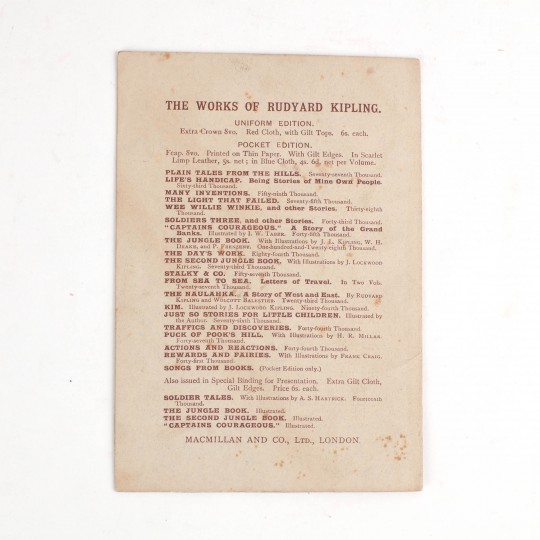 THE WORKS OF RUDYARD KIPLING.
UNIFORM EDITION.
Extra Crown 8vo. Red Cloth, with Gilt Tops. 6s. each.
POCKET EDITION.
Fcap. 8vo. Printed on Thin Paper. With Gilt Edges. In Scarlet
Limp Leather, 5s. net; in Blue Cloth, 4s. 6d. net per Volume.
PLAIN TALES FROM THE HILLS. Seventy-seventh Thousand.
LIFE'S HANDICAP. Being Stories of Mine Own People.
Sixty-third Thousand.
MANY INVENTIONS. Fifty-ninth Thousand.
THE LIGHT THAT FAILED. Seventy-fifth Thousand.
WEE WILLIE WINKIE, and other Stories. Thirty-eighth
Thousand.
SOLDIERS THREE, and other Stories. Forty-third Thousand.
"CAPTAINS COURAGEOUS." A Story of the Grand
Banks. Illustrated by I. W. Taber. Forty-fifth Thousand.
THE JUNGLE BOOK. With Illustrations by J. L. Kipling, W. H.
Drake, and P. Frenzeny. One-hundred-and-Twenty-eighth Thousand.
THE DAY'S WORK. Eighty-fourth Thousand.
THE SECOND JUNGLE BOOK. With Illustrations by J. Lockwood
Kipling. Seventy-third Thousand.
STALKY & CO. Fifty-seventh Thousand.
FROM SEA TO SEA. Letters of Travel. In Two Vols.
Twenty-seventh Thousand.
THE NAULAHKA. A Story of West and East. By Rudyard
Kipling and Wolcott Balestier. Twenty-third Thousand.
KIM. Illustrated by J. Lockwood Kipling. Ninety-fourth Thousand.
JUST SO STORIES FOR LITTLE CHILDREN. Illustrated by
the Author. Seventy-third Thousand.
TRAFFICS AND DISCOVERIES. Forty-fourth Thousand.
PUCK OF POOK'S HILL. With Illustrations by H. R. Millar.
Forty-seventh Thousand.
ACTIONS AND REACTIONS. Forty-fourth Thousand.
REWARDS AND FAIRIES. With Illustrations by Frank Craig.
Forty-first Thousand.
SONGS FROM BOOKS. (Pocket Edition only.)
Also issued in Special Binding for Presentation. Extra Gilt Cloth,
Gilt Edges. Price 6s. each.
SOLDIER TALES. With Illustrations by A. S. Hartrick. Fourteenth
Thousand.
THE JUNGLE BOOK. Illustrated.
THE SECOND JUNGLE BOOK. Illustrated.
"CAPTAINS COURAGEOUS." Illustrated.
MACMILLAN AND CO., Ltd., LONDON.